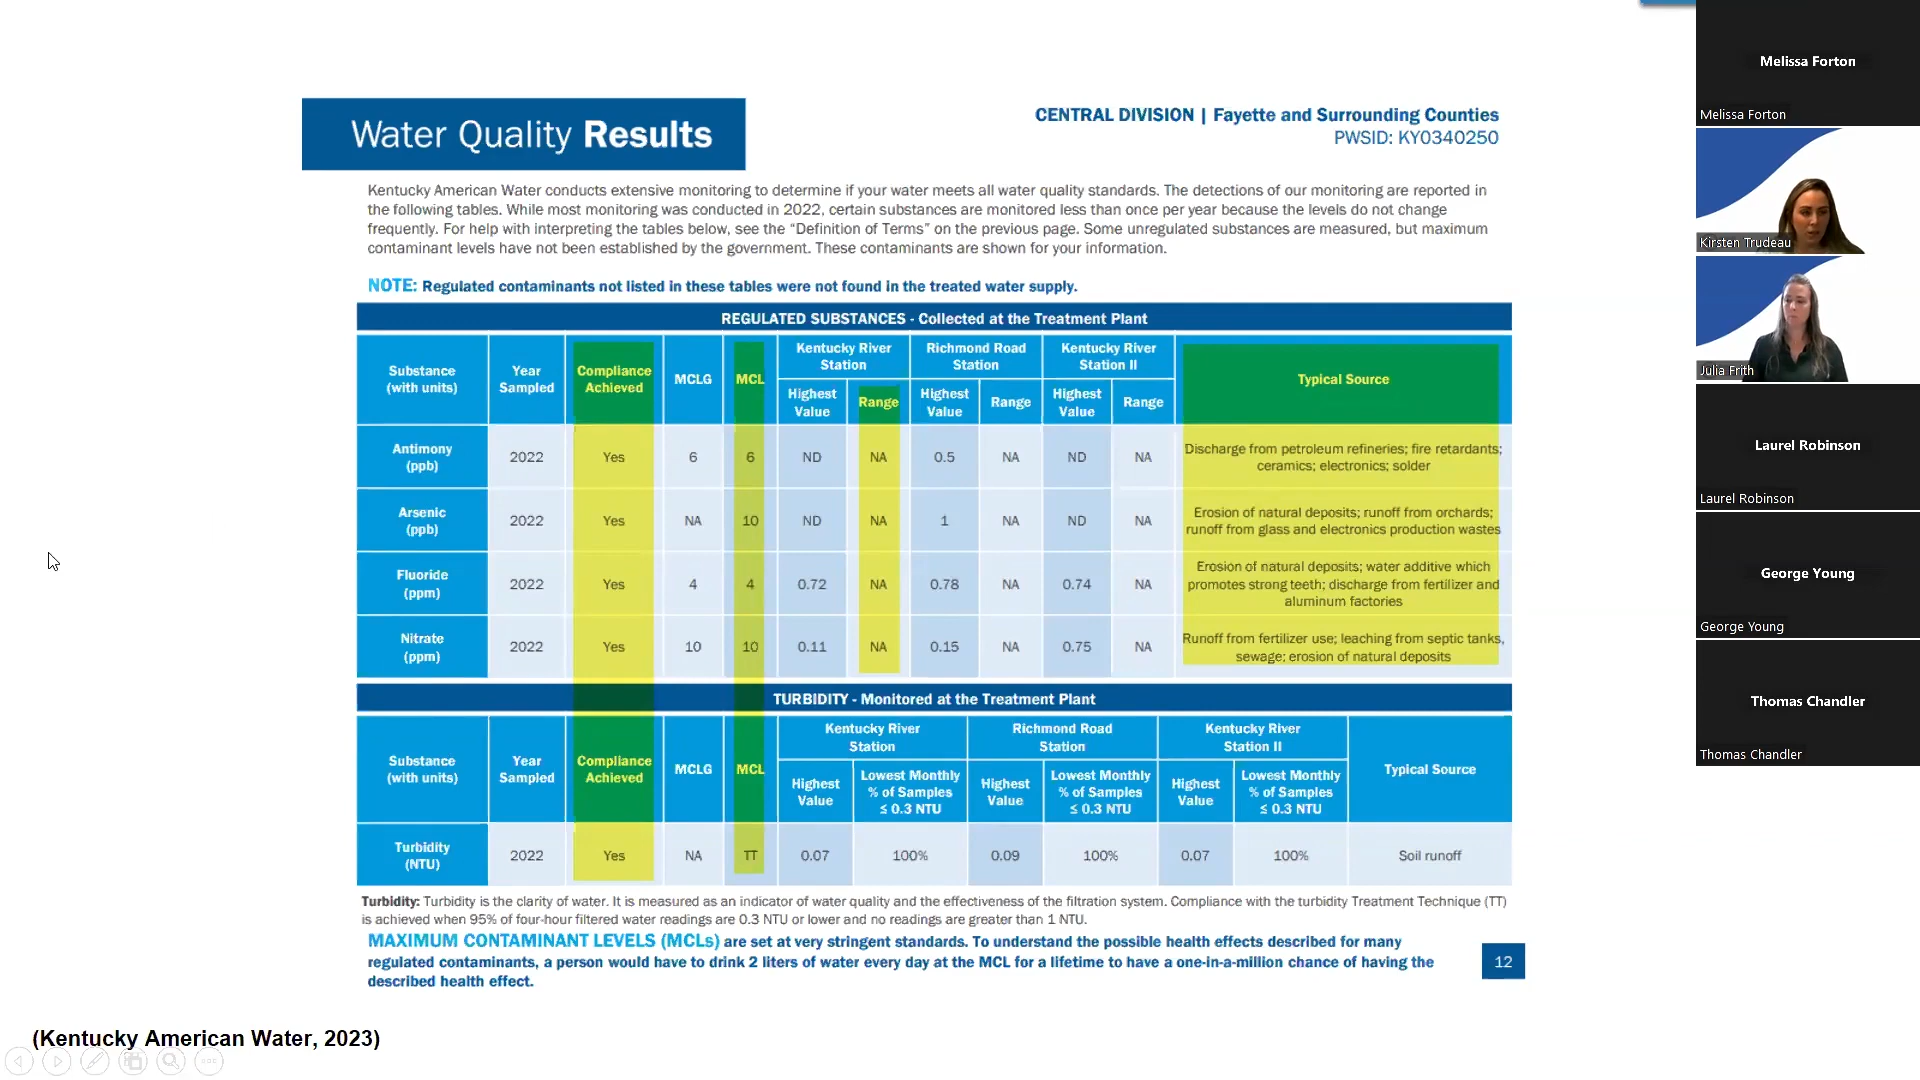 Water Quality Results
CENTRAL DIVISION | Fayette and Surrounding Counties
PWSID: KY0340250
Kentucky American Water conducts extensive monitoring to determine if your water meets all water quality standards. The detections of our monitoring are reported in
the following tables. While most monitoring was conducted in 2022, certain substances are monitored less than once per year because the levels do not change
frequently. For help with interpreting the tables below, see the “Definition of Terms” on the previous page. Some unregulated substances are measured, but maximum
contaminant levels have not been established by the government. These contaminants are shown for your information.
NOTE: Regulated contaminants not listed in these tables were not found in the treated water supply.
REGULATED SUBSTANCES - Collected at the Treatment Plant
Substance
(with units)
Year
Sampled
Compliance
Achieved
MCLG
MCL
Kentucky River
Station
Richmond Road
Station
Kentucky River
Station II
Highest
Value
Range
Highest
Value
Range
Highest
Value
Range
Typical Source
Antimony
(ppb)
2022
Yes
6
6
ND
NA
0.5
NA
ND
NA
Discharge from petroleum refineries; fire retardants;
ceramics; electronics; solder
Arsenic
(ppb)
2022
Yes
NA
10
ND
NA
1
NA
ND
NA
Erosion of natural deposits; runoff from orchards;
runoff from glass and electronics production wastes
Fluoride
(ppm)
2022
Yes
4
4
0.72
NA
0.78
NA
0.74
NA
Erosion of natural deposits; water additive which
promotes strong teeth; discharge from fertilizer and
aluminum factories
Nitrate
(ppm)
2022
Yes
10
10
0.11
NA
0.15
NA
0.75
NA
Runoff from fertilizer use; leaching from septic tanks,
sewage; erosion of natural deposits
TURBIDITY - Monitored at the Treatment Plant
Substance
(with units)
Year
Sampled
Compliance
Achieved
MCLG
MCL
Kentucky River
Station
Richmond Road
Station
Kentucky River
Station II
Highest
Value
Lowest Monthly
% of Samples
≤ 0.3 NTU
Highest
Value
Lowest Monthly
% of Samples
≤ 0.3 NTU
Highest
Value
Lowest Monthly
% of Samples
≤ 0.3 NTU
Typical Source
Turbidity
(NTU)
2022
Yes
NA
TT
0.07
100%
0.09
100%
0.07
100%
Soil runoff
Turbidity: Turbidity is the clarity of water. It is measured as an indicator of water quality and the effectiveness of the filtration system. Compliance with the turbidity Treatment Technique (TT)
is achieved when 95% of four-hour filtered water readings are 0.3 NTU or lower and no readings are greater than 1 NTU.
MAXIMUM CONTAMINANT LEVELS (MCLs) are set at very stringent standards. To understand the possible health effects described for many
regulated contaminants, a person would have to drink 2 liters of water every day at the MCL for a lifetime to have a one-in-a-million chance of having the
described health effect.
12
(Kentucky American Water, 2023)
Melissa Forton
Melissa Forton
Kirsten Trudeau
Julia Frith
Laurel Robinson
Laurel Robinson
George Young
George Young
Thomas Chandler
Thomas Chandler